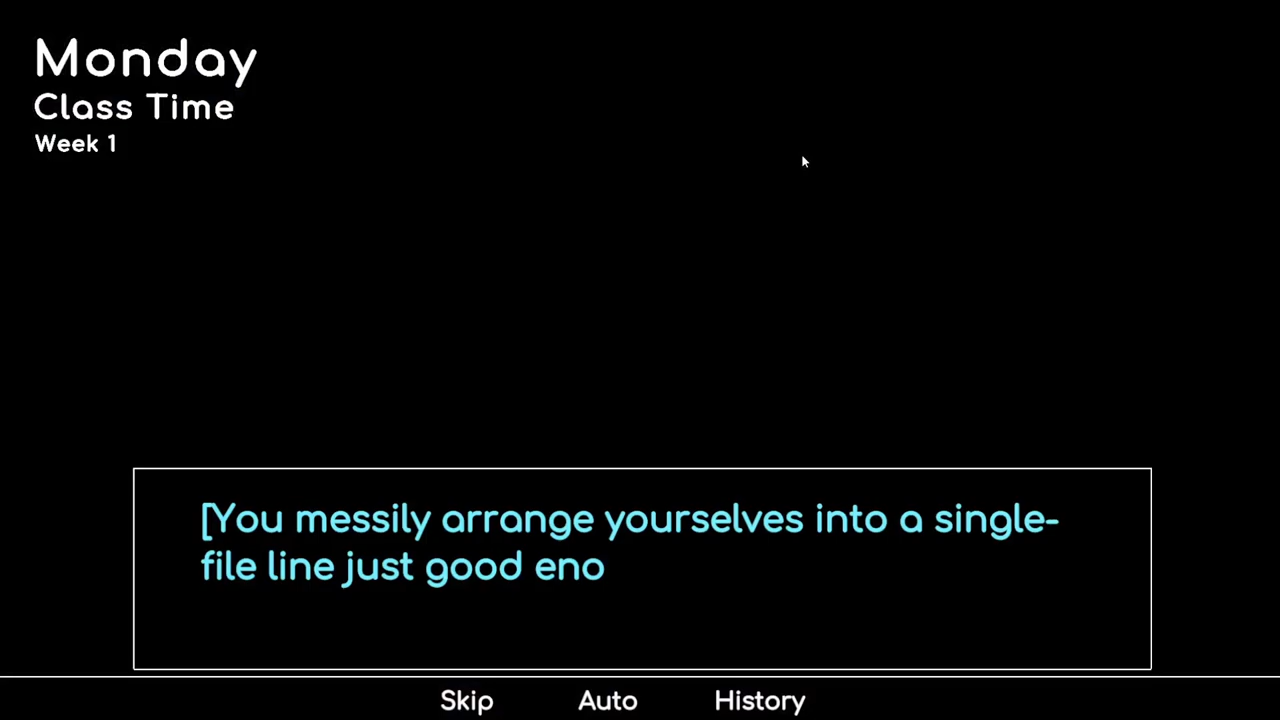 Monday
Class Time
Week 1
[You messily arrange yourselves into a single-
file line just good eno
Skip
Auto
History